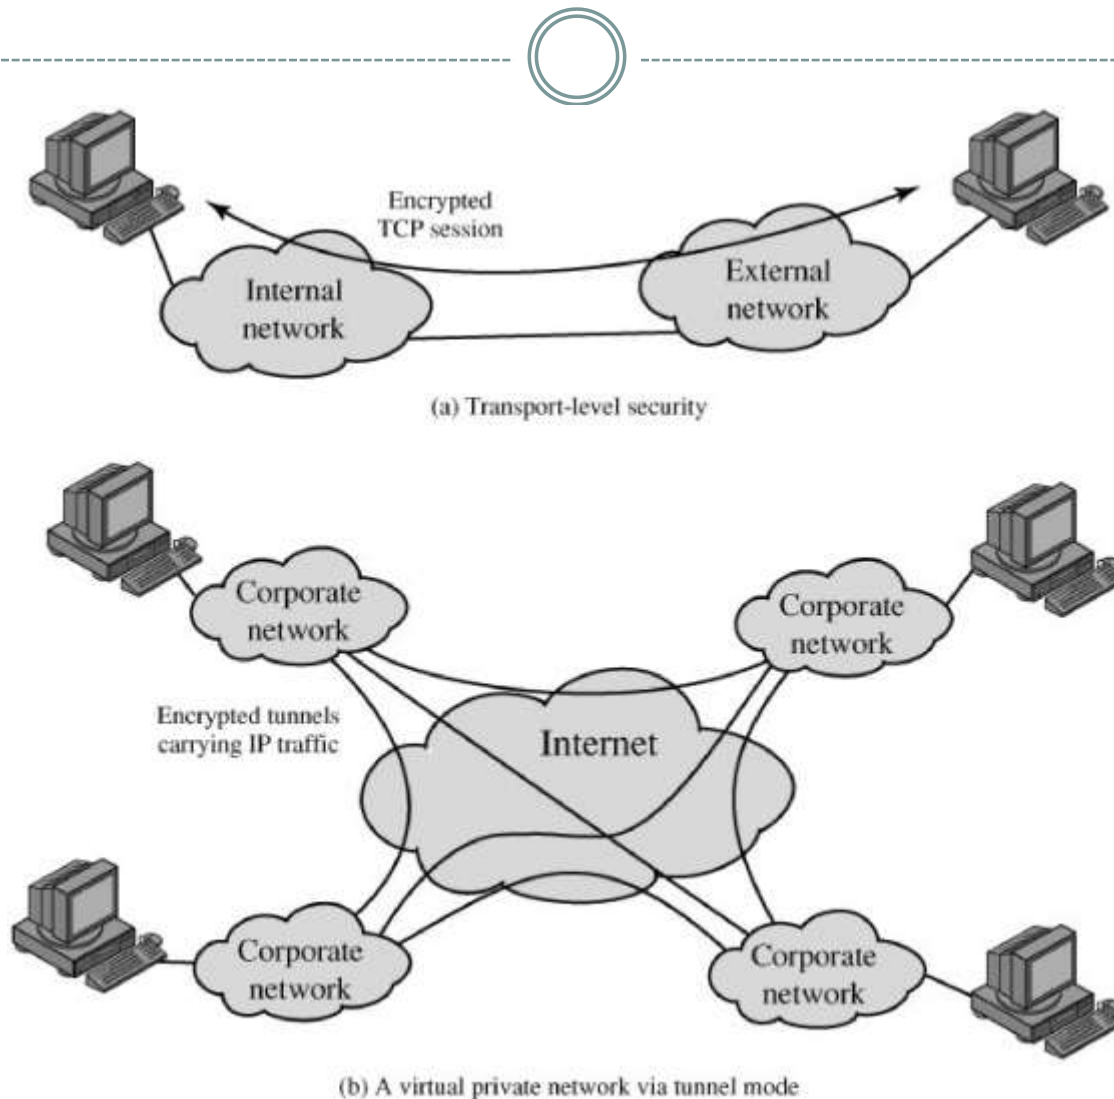 Encrypted
TCP session
Internal
network
External
network
(a) Transport-level security
Corporate
network
Corporate
network
Encrypted tunnels
carrying IP traffic
Internet
Corporate
network
Corporate
network
(b) A virtual private network via tunnel mode